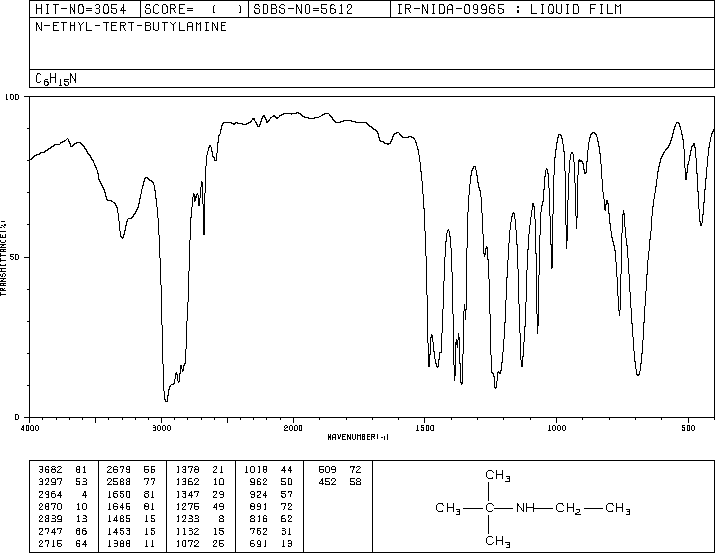 HIT-NO=3054 SCORE= ( ) SDBS-NO=5612 IR-NIDA-09965 : LIQUID FILM
N-ETHYL-TERT-BUTYLAMINE
C6H15N
100
50
0
TRANSMITTANCE(%)
4000 3000 2000 1500 1000 500
WAVENUMBER(-1)
3682 81 2679 55 1378 21 1018 44 509 72
3297 53 2588 77 1362 10 962 50 452 58
2964 4 1650 81 1347 29 924 57
2870 10 1645 81 1275 49 891 72
2839 13 1485 15 1233 8 816 62
2747 66 1453 15 1132 15 762 31
2715 64 1388 11 1072 25 691 13
CH3
CH3 NH CH2 CH3
CH3